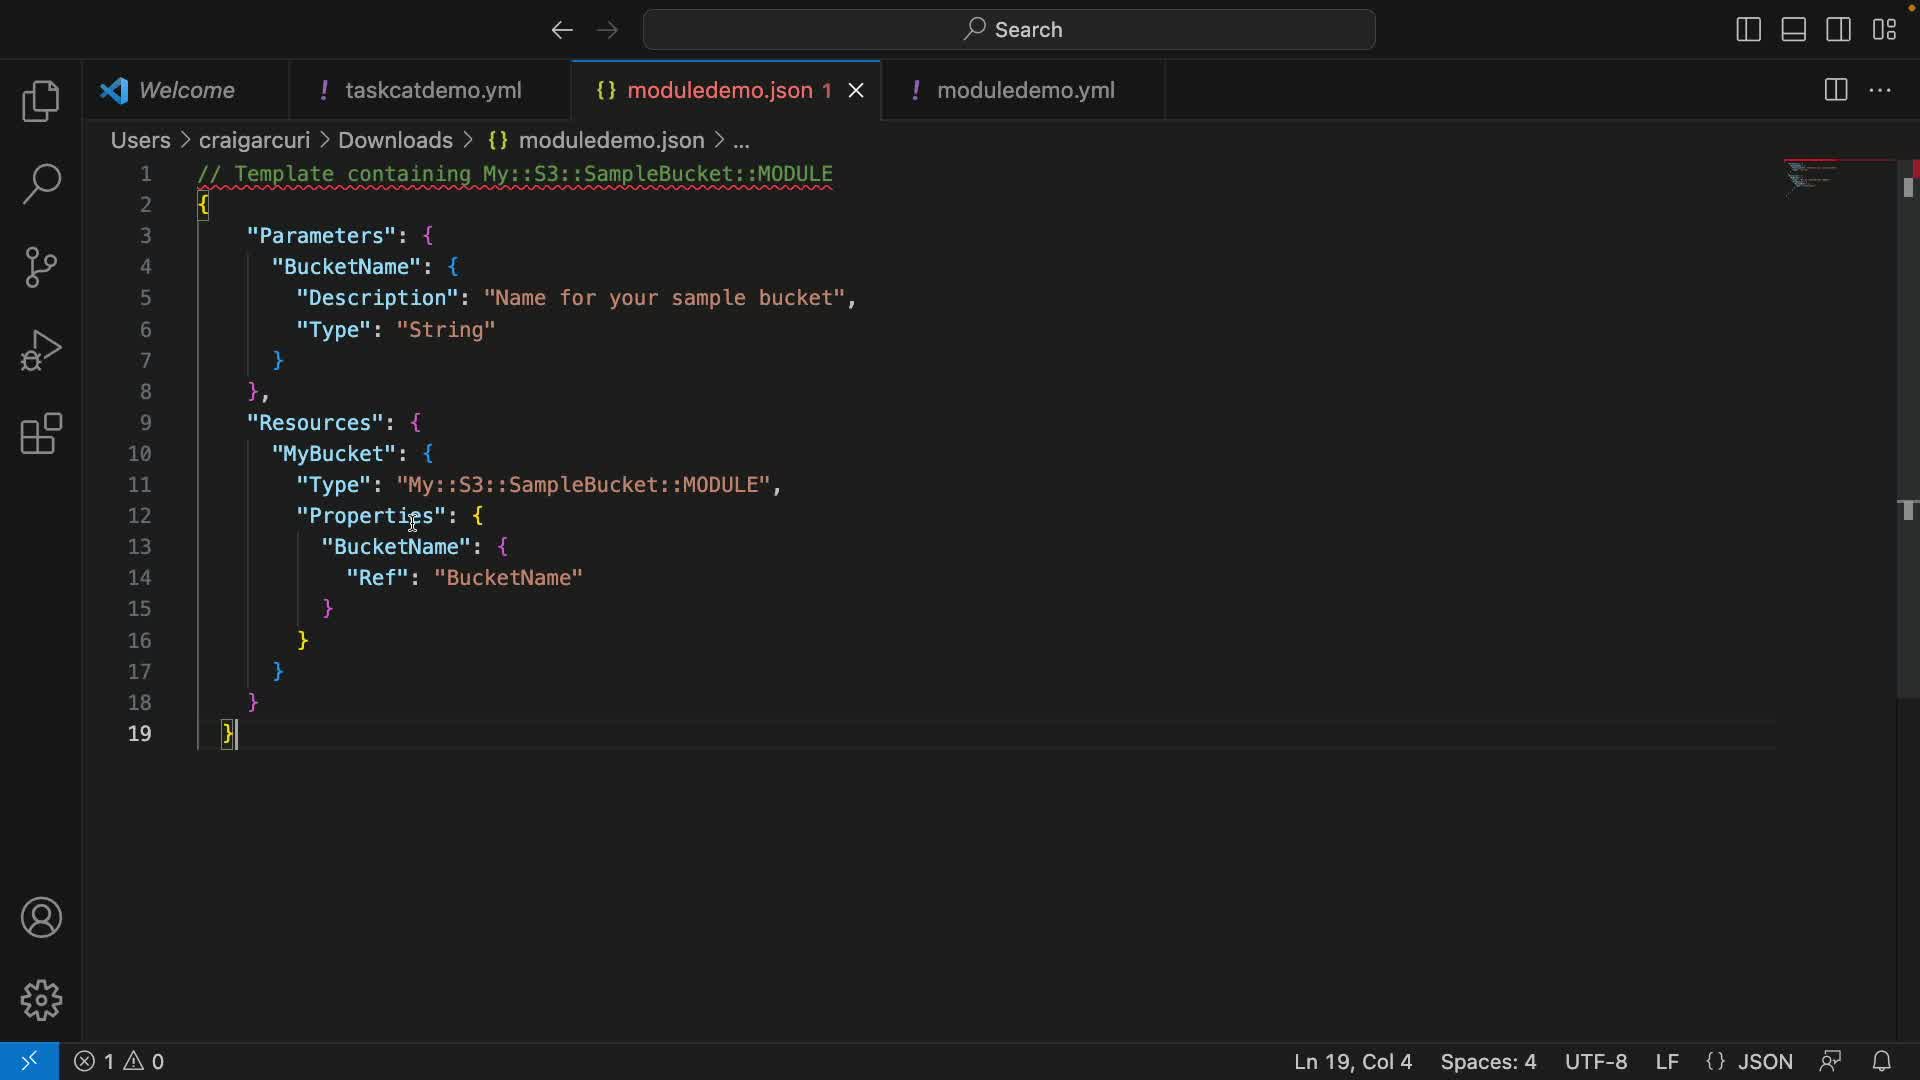 Search
Welcome
! taskcatdemo.yml
{} moduledemo.json 1
! moduledemo.yml
Users > craigarcuri > Downloads > {} moduledemo.json > ...
1 // Template containing My::S3::SampleBucket::MODULE
2 {
3 "Parameters": {
4 "BucketName": {
5 "Description": "Name for your sample bucket",
6 "Type": "String"
7 }
8 },
9 "Resources": {
10 "MyBucket": {
11 "Type": "My::S3::SampleBucket::MODULE",
12 "Properties": {
13 "BucketName": {
14 "Ref": "BucketName"
15 }
16 }
17 }
18 }
19 }
1 0
Ln 19, Col 4 Spaces: 4 UTF-8 LF {} JSON